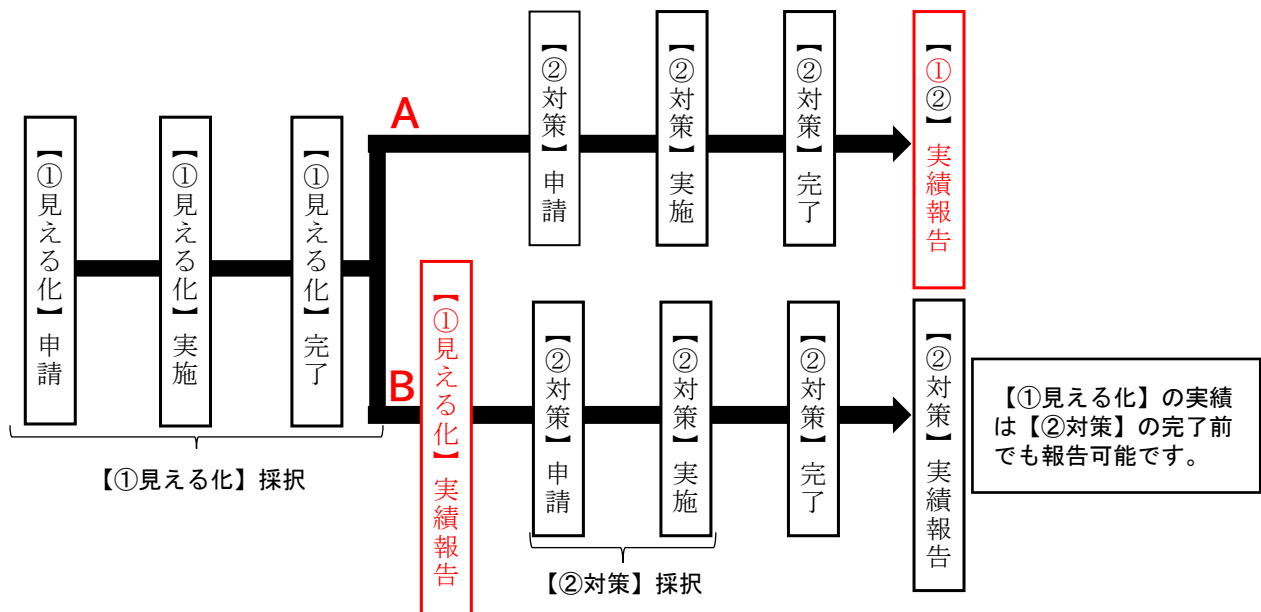 【①見える化】申請
【①見える化】実施
【①見える化】完了
【①見える化】採択
A
【②対策】申請
【②対策】実施
【②対策】完了
【①②】実績報告
B
【①見える化】実績報告
【②対策】申請
【②対策】実施
【②対策】完了
【②対策】実績報告
【②対策】採択
【①見える化】の実績
は【②対策】の完了前
でも報告可能です。